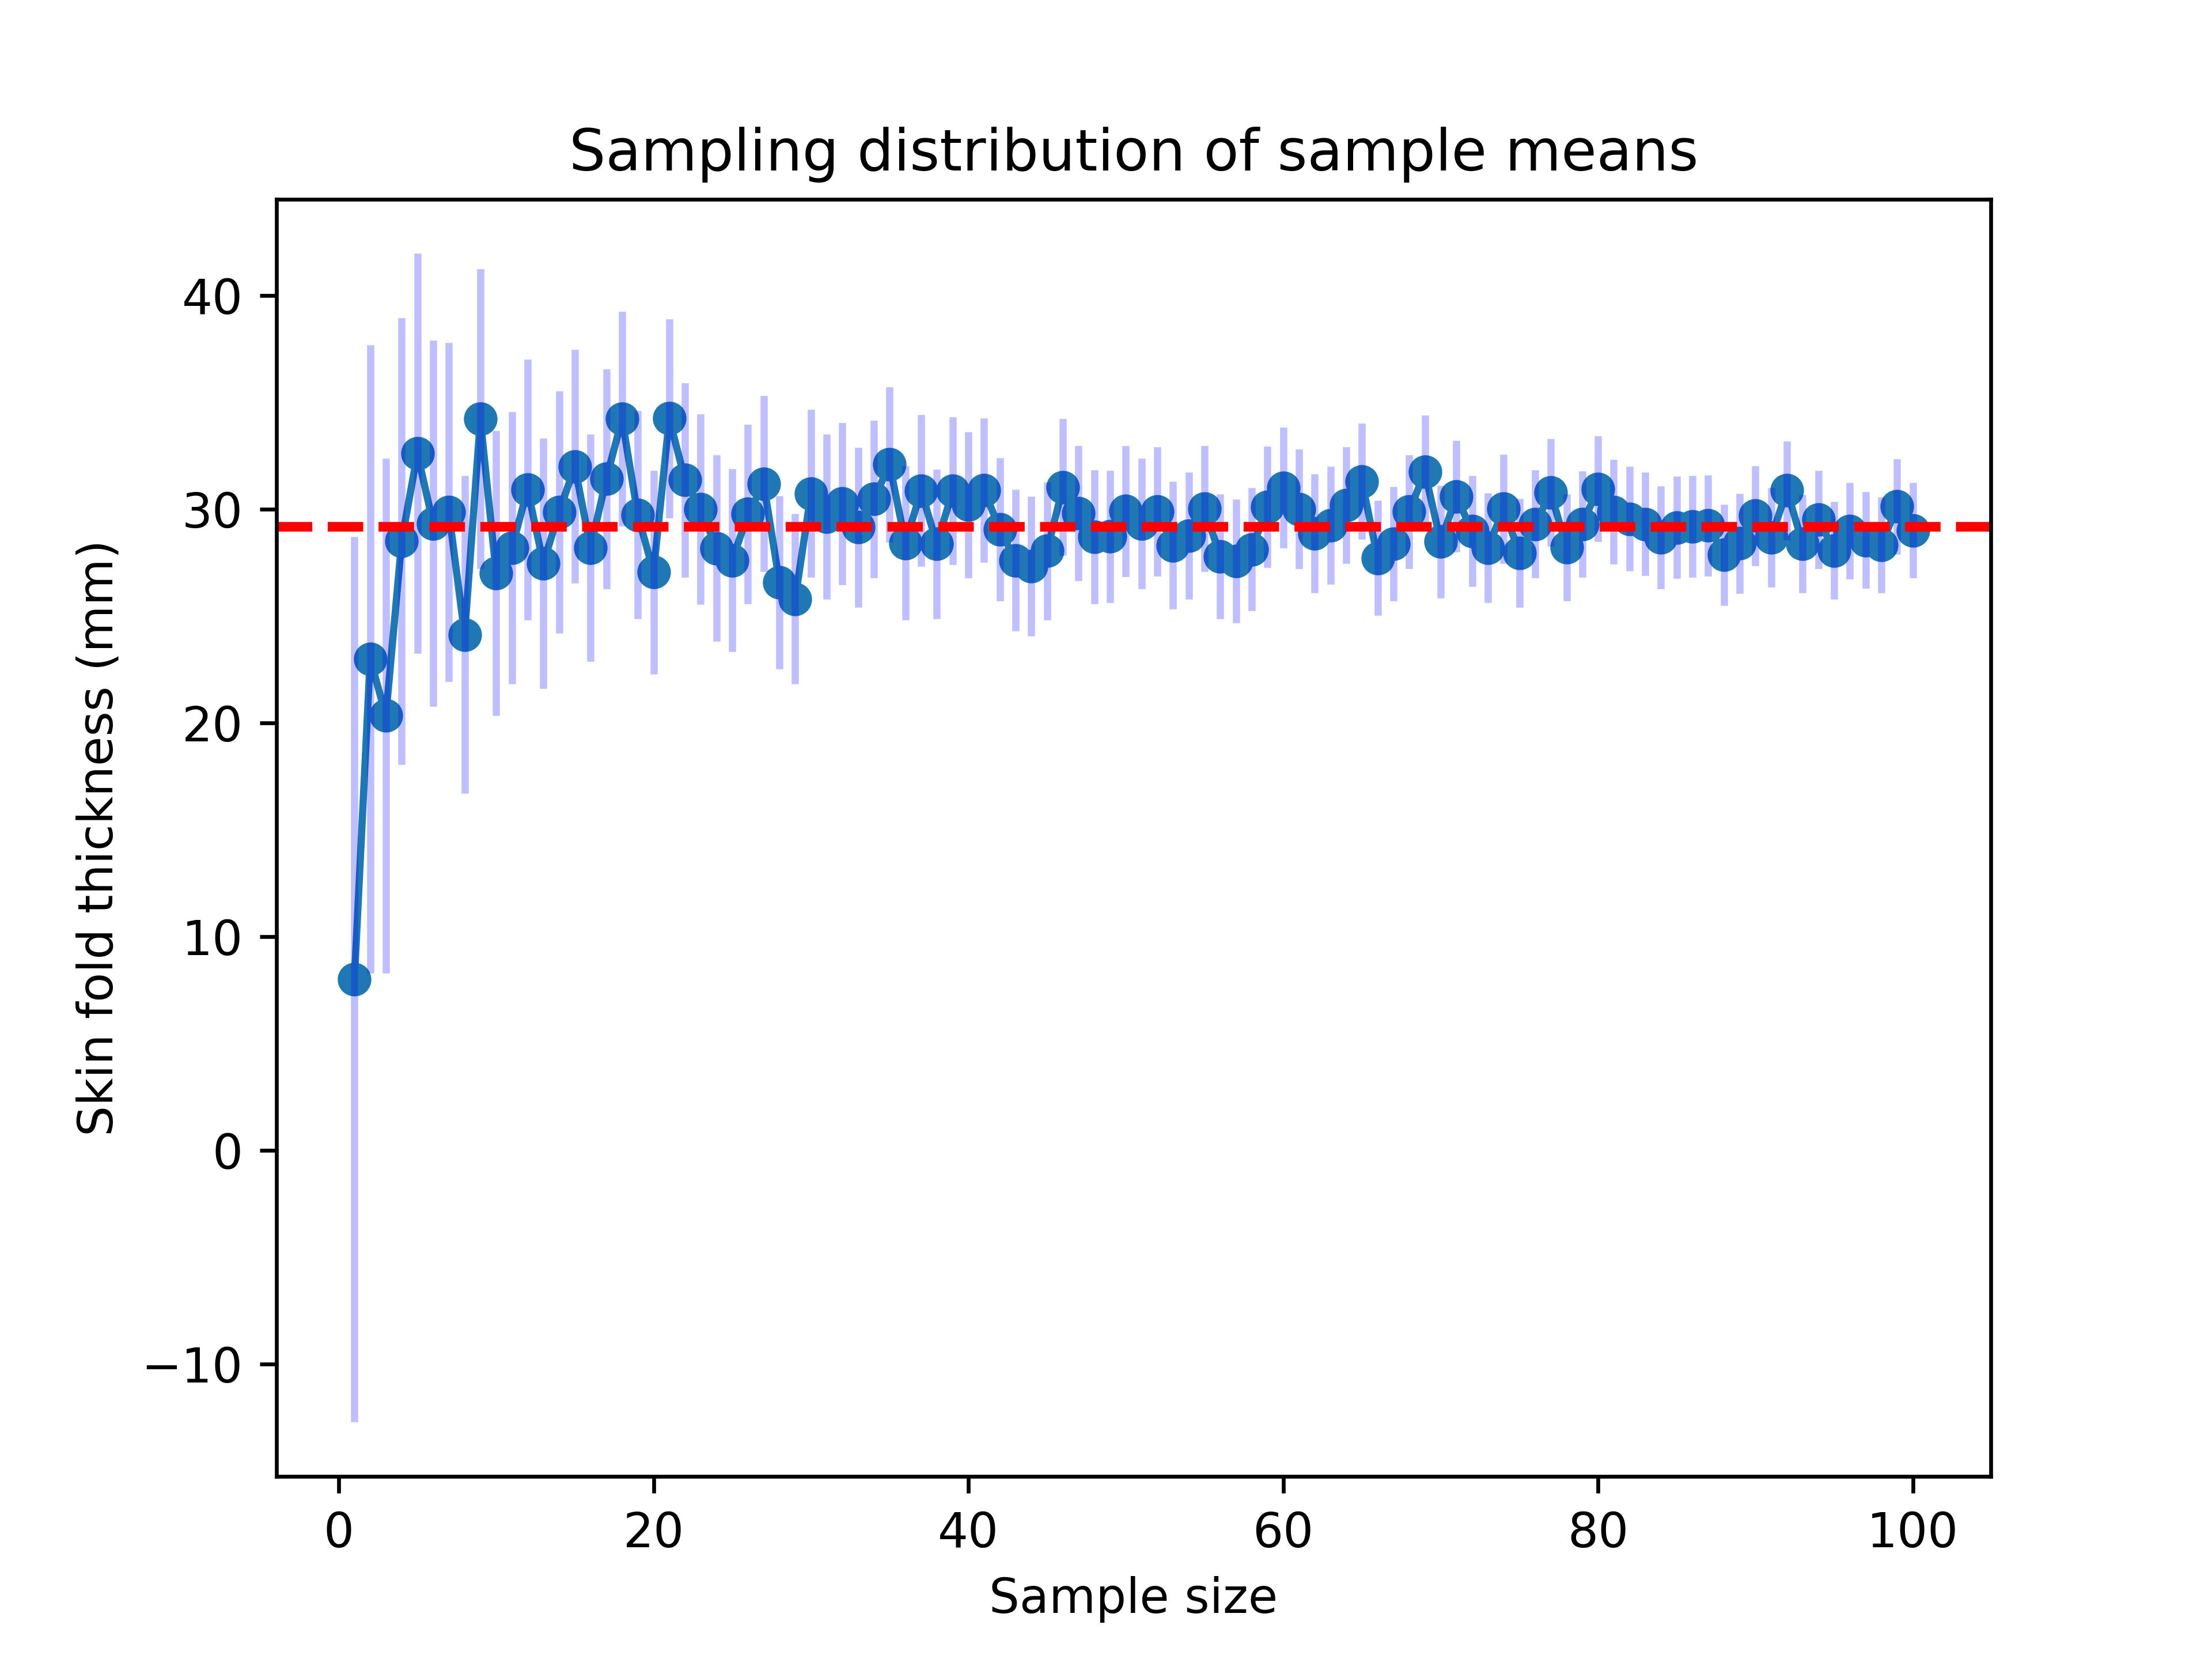 Sampling distribution of sample means
40
30
20
10
0
−10
Skin fold thickness (mm)
0 20 40 60 80 100
Sample size